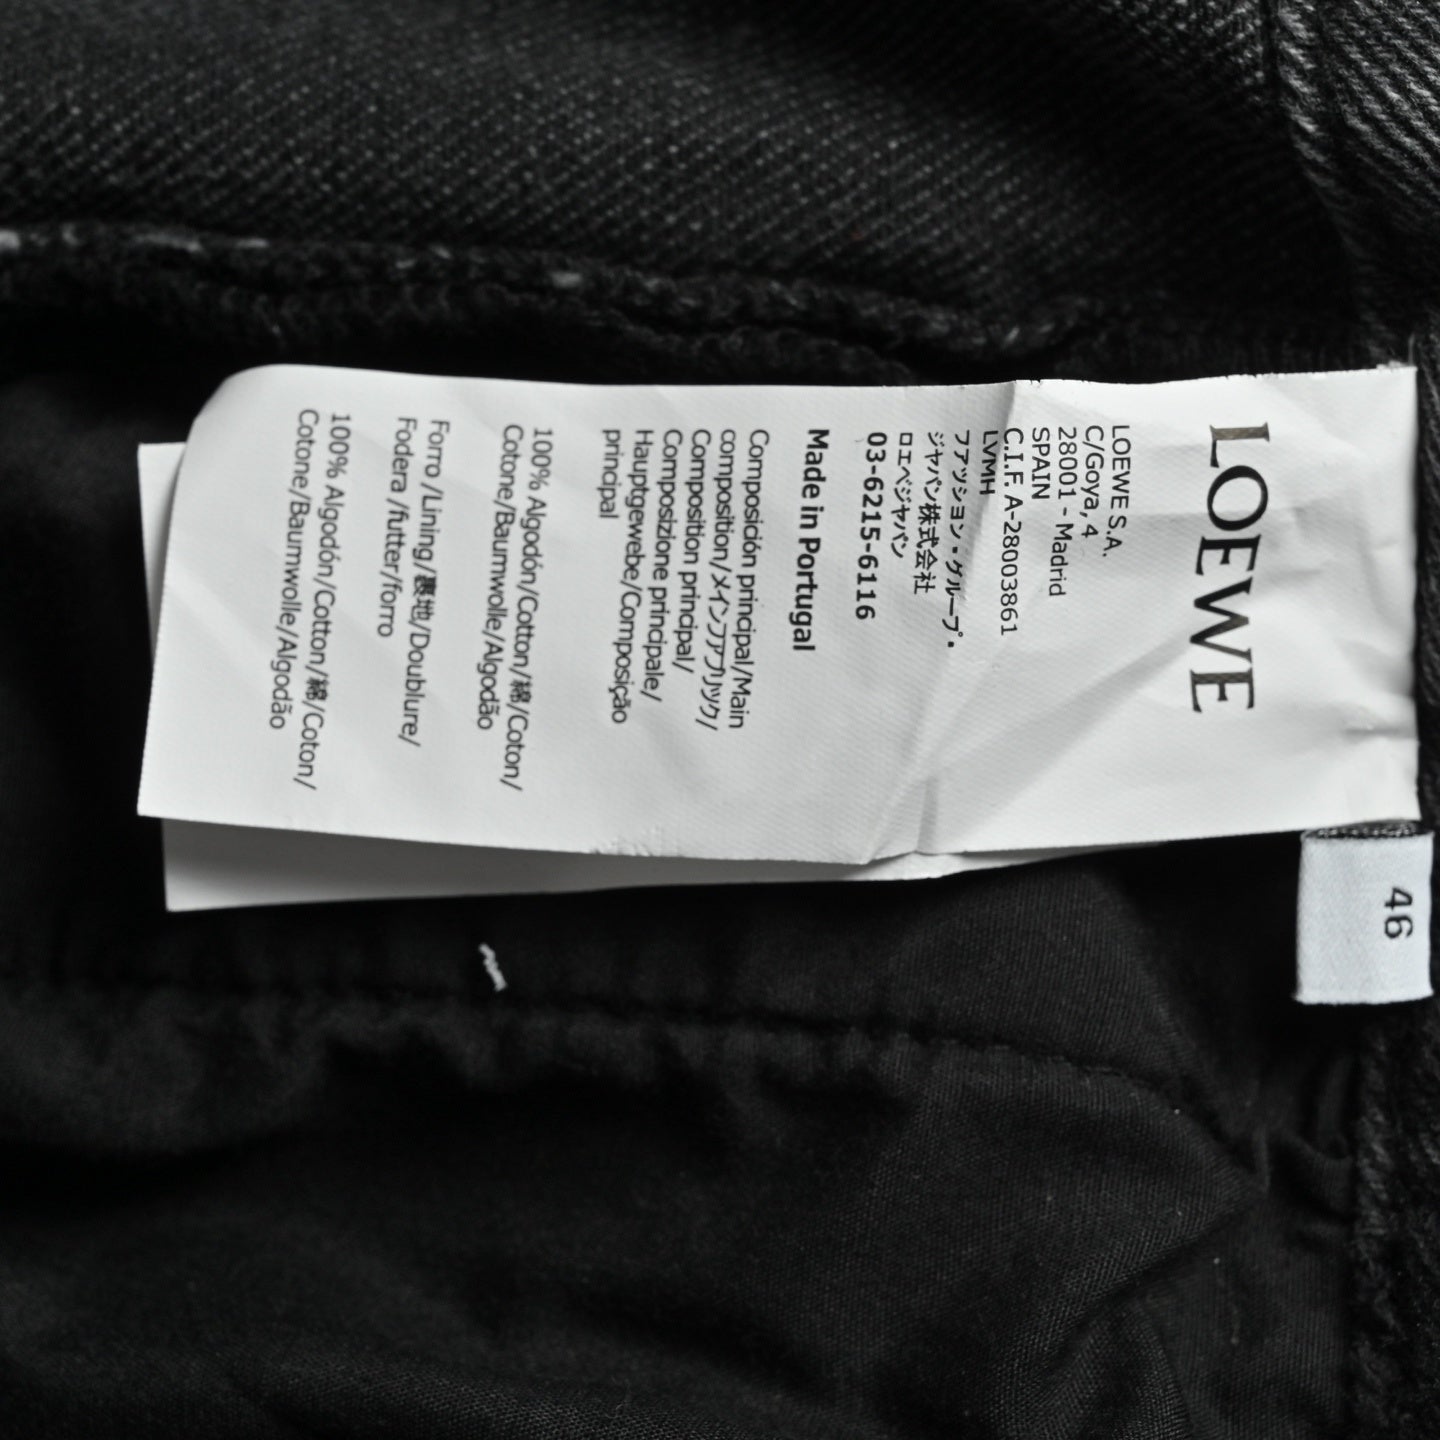 LOEWE
LOEWE S.A.
C/Goya, 4
28001 - Madrid
SPAIN
C.I.F. A-28003861
LVMH
ファッション・グループ・
ジャパン株式会社
ロエベジャパン
03-6215-6116
Made in Portugal
Composición principal/Main
composition/メインファブリック/
Composition principal/
Composizione principale/
Hauptgewebe/Composição
principal
100% Algodón/Cotton/綿/Coton/
Cotone/Baumwolle/Algodão
Forro /Lining/裏地/Doublure/
Fodera /futter/forro
100% Algodón/Cotton/綿/Coton/
Cotone/Baumwolle/Algodão
46